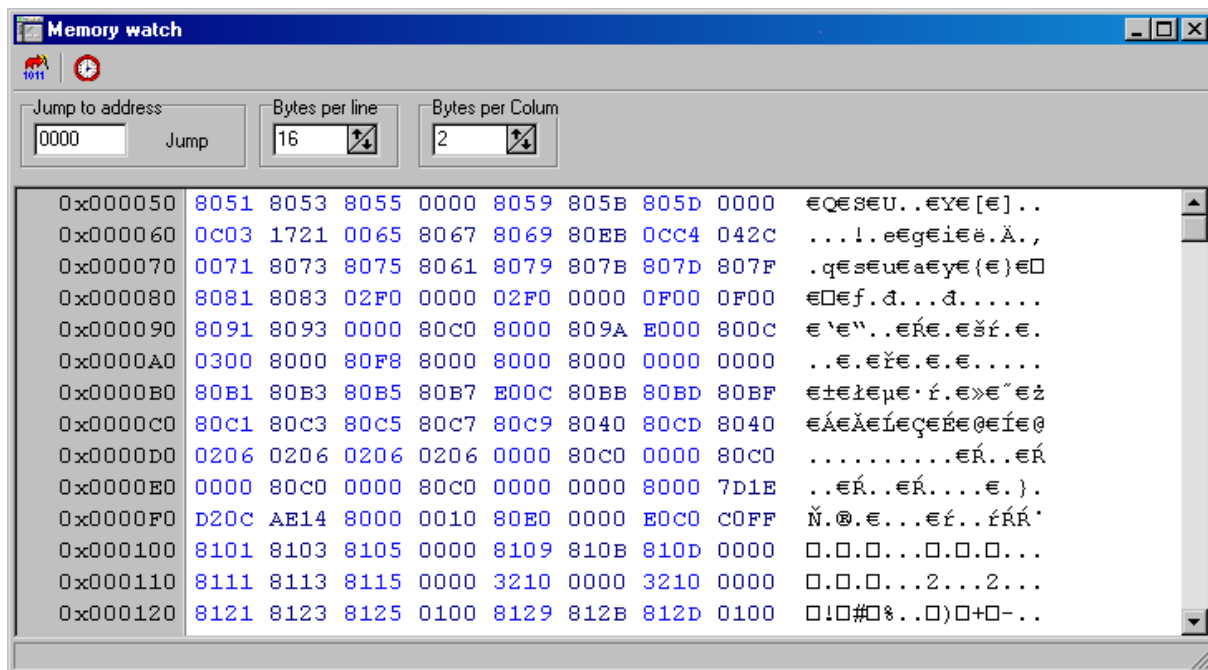 Memory watch
1011
Jump to address Bytes per line Bytes per Colum
0000 Jump 16 2
0x000050 8051 8053 8055 0000 8059 805B 805D 0000 €Q€S€U..€Y€[€]..
0x000060 0C03 1721 0065 8067 8069 80EB 0CC4 042C ...!.e€g€i€ë.Ä.,
0x000070 0071 8073 8075 8061 8079 807B 807D 807F .q€s€u€a€y€{€}€□
0x000080 8081 8083 02F0 0000 02F0 0000 0F00 0F00 €□€f.đ...đ......
0x000090 8091 8093 0000 80C0 8000 809A E000 800C €‘€“..€Ŕ€.€šŕ.€.
0x0000A0 0300 8000 80F8 8000 8000 8000 0000 0000 ..€.€ř€.€.€.....
0x0000B0 80B1 80B3 80B5 80B7 E00C 80BB 80BD 80BF €±€ł€µ€·ŕ.€»€˝€ż
0x0000C0 80C1 80C3 80C5 80C7 80C9 8040 80CD 8040 €Á€Ă€Ĺ€Ç€É€@€Í€@
0x0000D0 0206 0206 0206 0206 0000 80C0 0000 80C0 ..........€Ŕ..€Ŕ
0x0000E0 0000 80C0 0000 80C0 0000 0000 8000 7D1E ..€Ŕ..€Ŕ....€.}.
0x0000F0 D20C AE14 8000 0010 80E0 0000 E0C0 C0FF Ň.®.€...€ŕ..ŕŔŔ˙
0x000100 8101 8103 8105 0000 8109 810B 810D 0000 □.□.□...□.□.□...
0x000110 8111 8113 8115 0000 3210 0000 3210 0000 □.□.□...2...2...
0x000120 8121 8123 8125 0100 8129 812B 812D 0100 □!□#□%..□)□+□-..